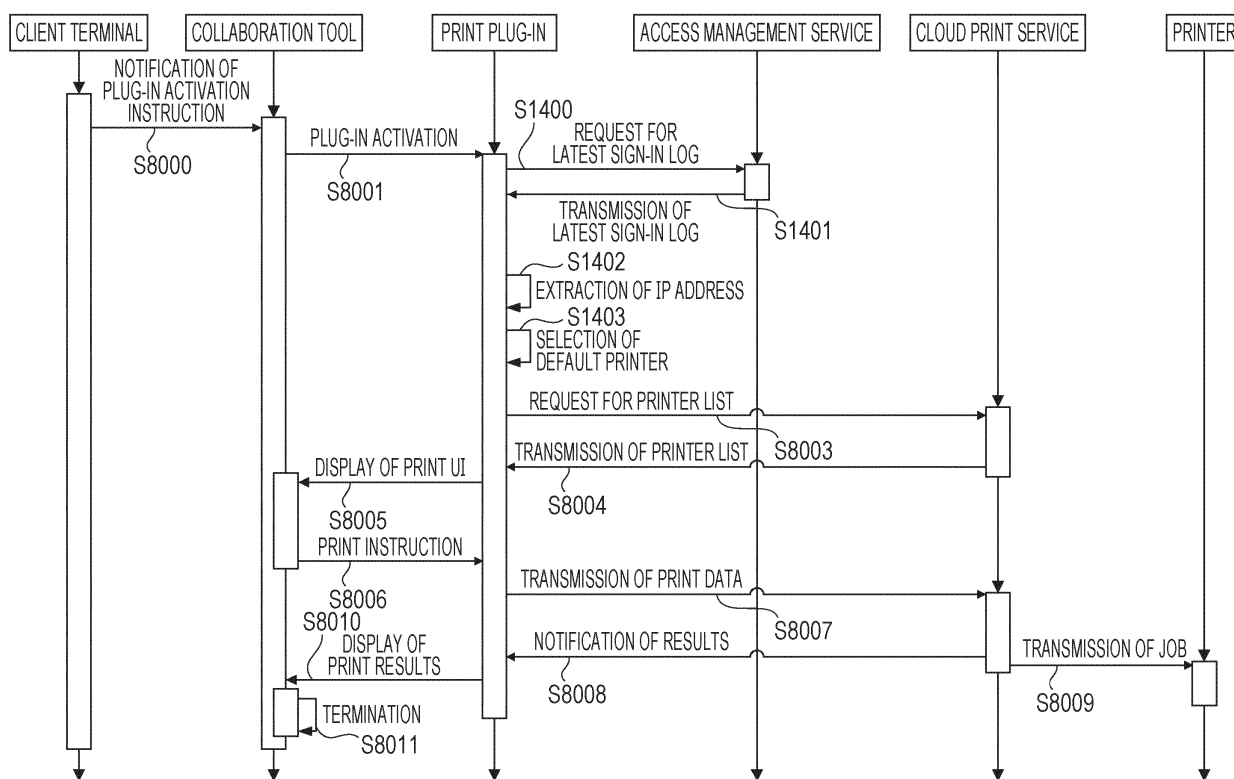 CLIENT TERMINAL
COLLABORATION TOOL
PRINT PLUG-IN
ACCESS MANAGEMENT SERVICE
CLOUD PRINT SERVICE
PRINTER
NOTIFICATION OF
PLUG-IN ACTIVATION
INSTRUCTION
S8000
PLUG-IN ACTIVATION
S8001
S1400
REQUEST FOR
LATEST SIGN-IN LOG
TRANSMISSION OF
LATEST SIGN-IN LOG
S1401
S1402
EXTRACTION OF IP ADDRESS
S1403
SELECTION OF
DEFAULT PRINTER
REQUEST FOR PRINTER LIST
S8003
TRANSMISSION OF PRINTER LIST
S8004
DISPLAY OF PRINT UI
S8005
PRINT INSTRUCTION
S8006
TRANSMISSION OF PRINT DATA
S8007
NOTIFICATION OF RESULTS
S8008
TRANSMISSION OF JOB
S8009
S8010
DISPLAY OF
PRINT RESULTS
TERMINATION
S8011